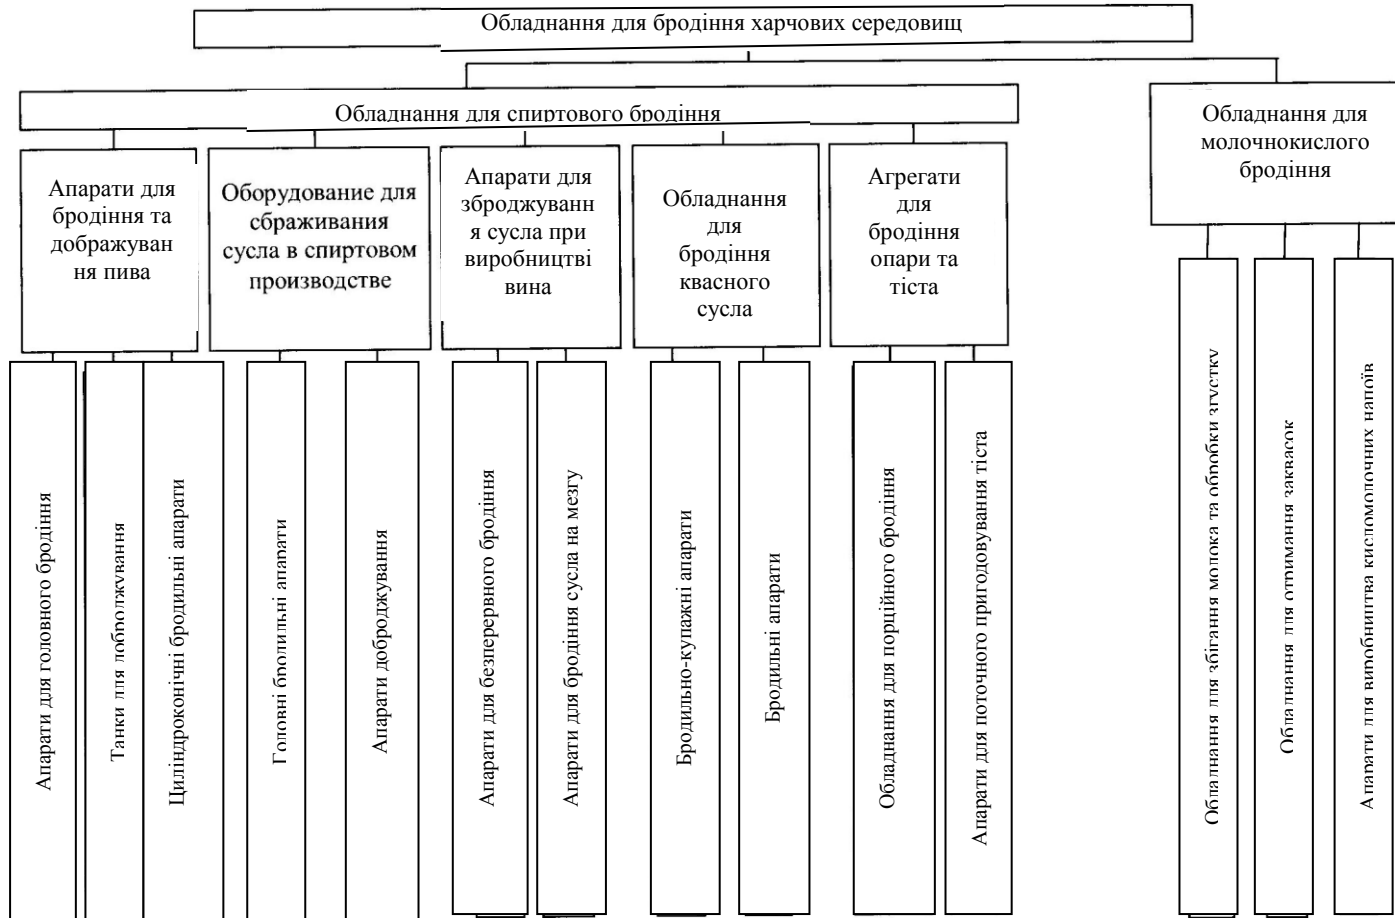 Обладнання для бродіння харчових середовищ
Обладнання для спиртового бродіння
Обладнання для
молочнокислого
бродіння
Апарати для
бродіння та
дображуван
ня пива
Оборудование для
сбраживания
сусла в спиртовом
производстве
Апарати для
зброджуванн
я сусла при
виробництві
вина
Обладнання
для
бродіння
квасного
сусла
Агрегати
для
бродіння
опари та
тіста
Апарати для головного бродіння
Танки для доброджування
Циліндроконічні бродильні апарати
Головні бродильні апарати
Апарати доброджування
Апарати для безперервного бродіння
Апарати для бродіння сусла на мезгу
Бродильно-купажні апарати
Бродильні апарати
Обладнання для порційного бродіння
Апарати для поточного пригодовування тіста
Обладнання для збігання молока та обробки згустку
Обладнання для отримання заквасок
Апарати для виробництва кисломолочних напоїв